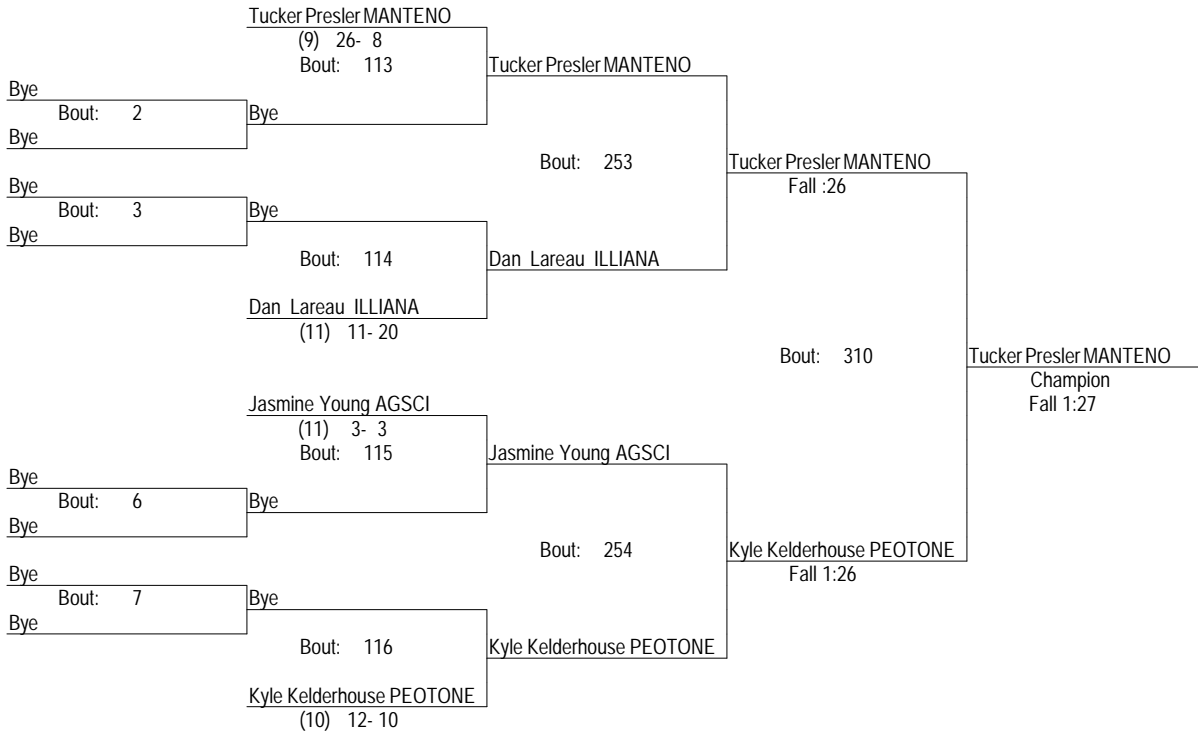 Tucker Presler MANTENO
(9) 26- 8
Bout: 113
Tucker Presler MANTENO
Bye
Bout: 2
Bye
Bye
Bout: 253
Tucker Presler MANTENO
Fall :26
Bye
Bout: 3
Bye
Bye
Bout: 114
Dan Lareau ILLIANA
Dan Lareau ILLIANA
(11) 11- 20
Bout: 310
Tucker Presler MANTENO
Champion
Fall 1:27
Jasmine Young AGSCI
(11) 3- 3
Bout: 115
Jasmine Young AGSCI
Bye
Bout: 6
Bye
Bye
Bout: 254
Kyle Kelderhouse PEOTONE
Fall 1:26
Bye
Bout: 7
Bye
Bye
Bout: 116
Kyle Kelderhouse PEOTONE
Kyle Kelderhouse PEOTONE
(10) 12- 10